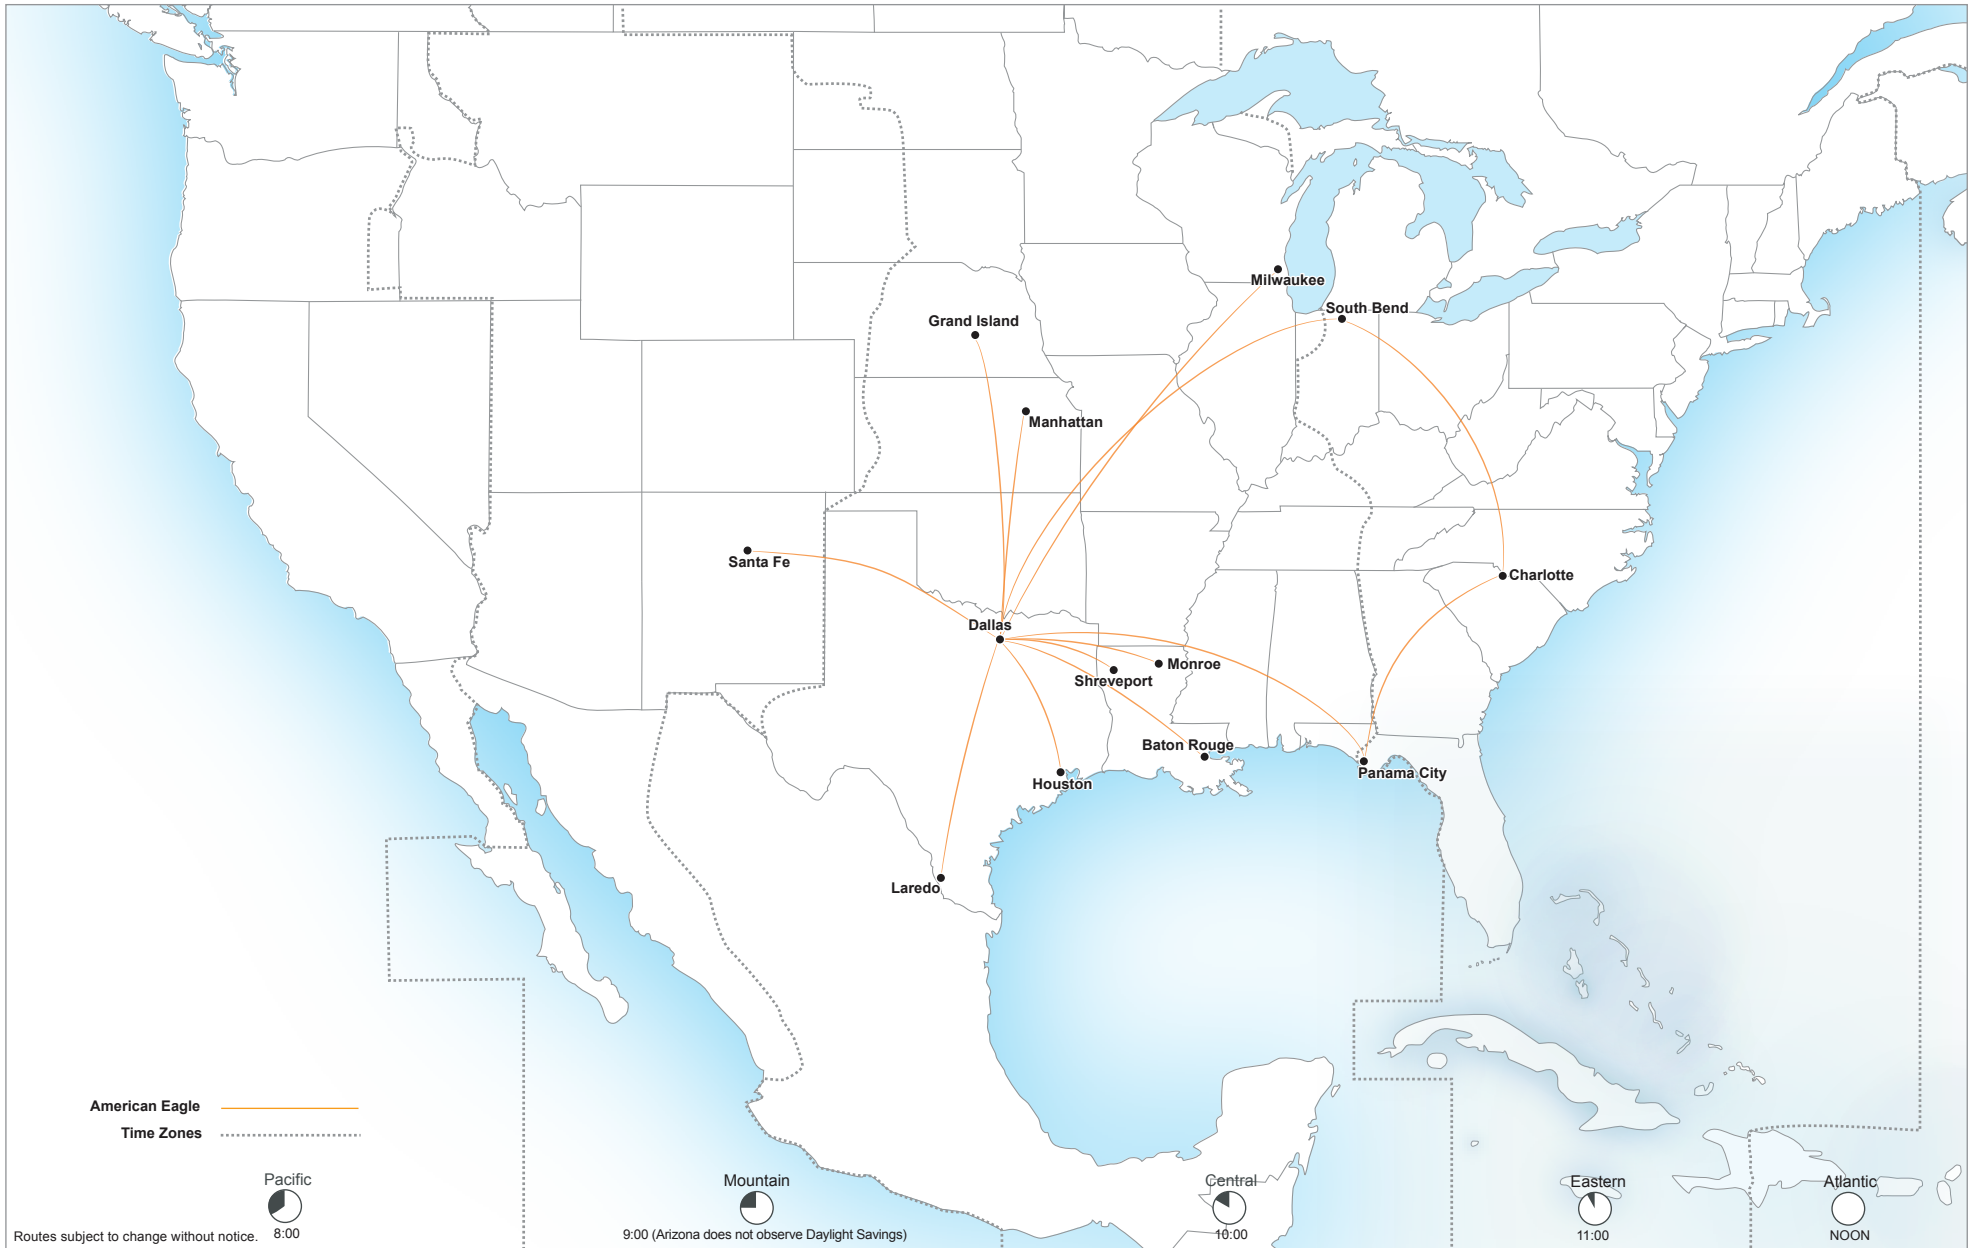 Milwaukee
South Bend
Grand Island
Manhattan
Santa Fe
Charlotte
Dallas
Monroe
Shreveport
Baton Rouge
Panama City
Houston
Laredo
American Eagle
Time Zones
Pacific
8:00
Mountain
9:00 (Arizona does not observe Daylight Savings)
Central
10:00
Eastern
11:00
Atlantic
NOON
Routes subject to change without notice.